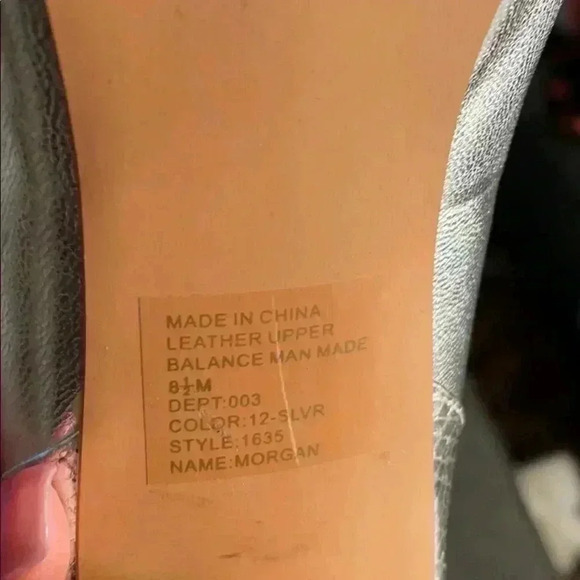 MADE IN CHINA
LEATHER UPPER
BALANCE MAN MADE
8½M
DEPT:003
COLOR:12-SLVR
STYLE:1635
NAME:MORGAN